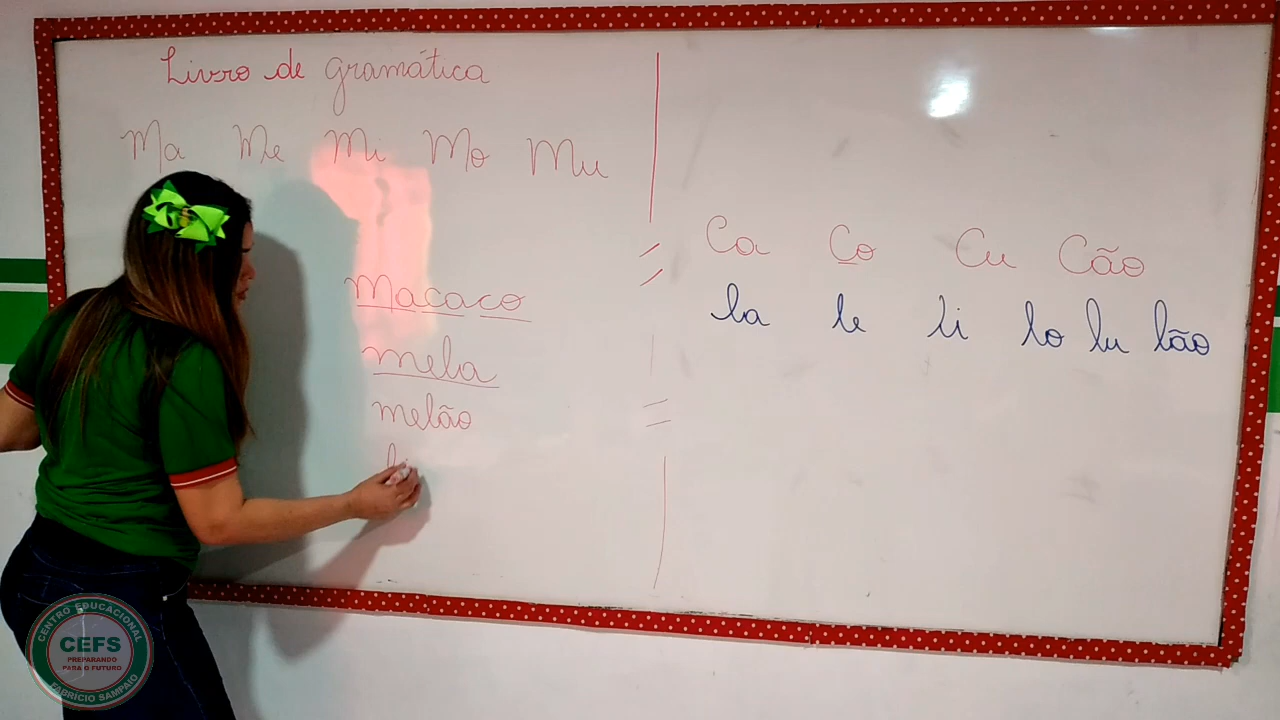 Livro de gramática
Ma Me Mi Mo Mu
Macaco
mela
melão
Ca Co Cu Cão
la le li lo lu lão
CENTRO EDUCACIONAL
CEFS
PREPARANDO
PARA O FUTURO
FABRICIO SAMPAIO